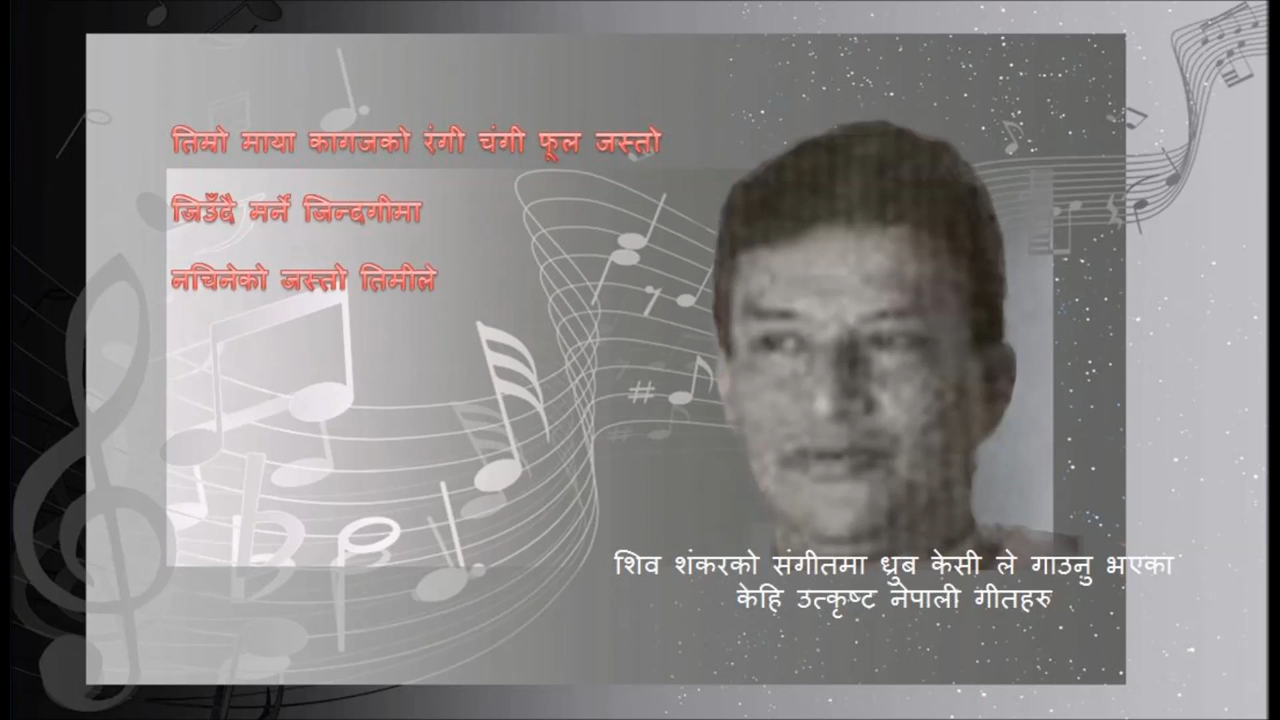 तिम्रो माया कागजको रंगी चंगी फूल जस्तो
जिउँदै मर्ने जिन्दगीमा
नचिनेको जस्तो तिमीले
शिव शंकरको संगीतमा ध्रुब केसी ले गाउनु भएका
केहि उत्कृष्ट नेपाली गीतहरु